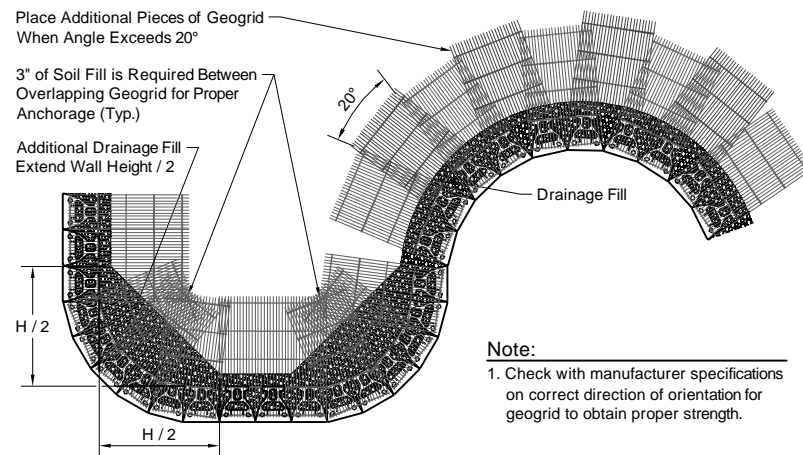 Place Additional Pieces of Geogrid
When Angle Exceeds 20°
3" of Soil Fill is Required Between
Overlapping Geogrid for Proper
Anchorage (Typ.)
Additional Drainage Fill
Extend Wall Height / 2
20°
Drainage Fill
H / 2
H / 2
Note:
1. Check with manufacturer specifications
on correct direction of orientation for
geogrid to obtain proper strength.